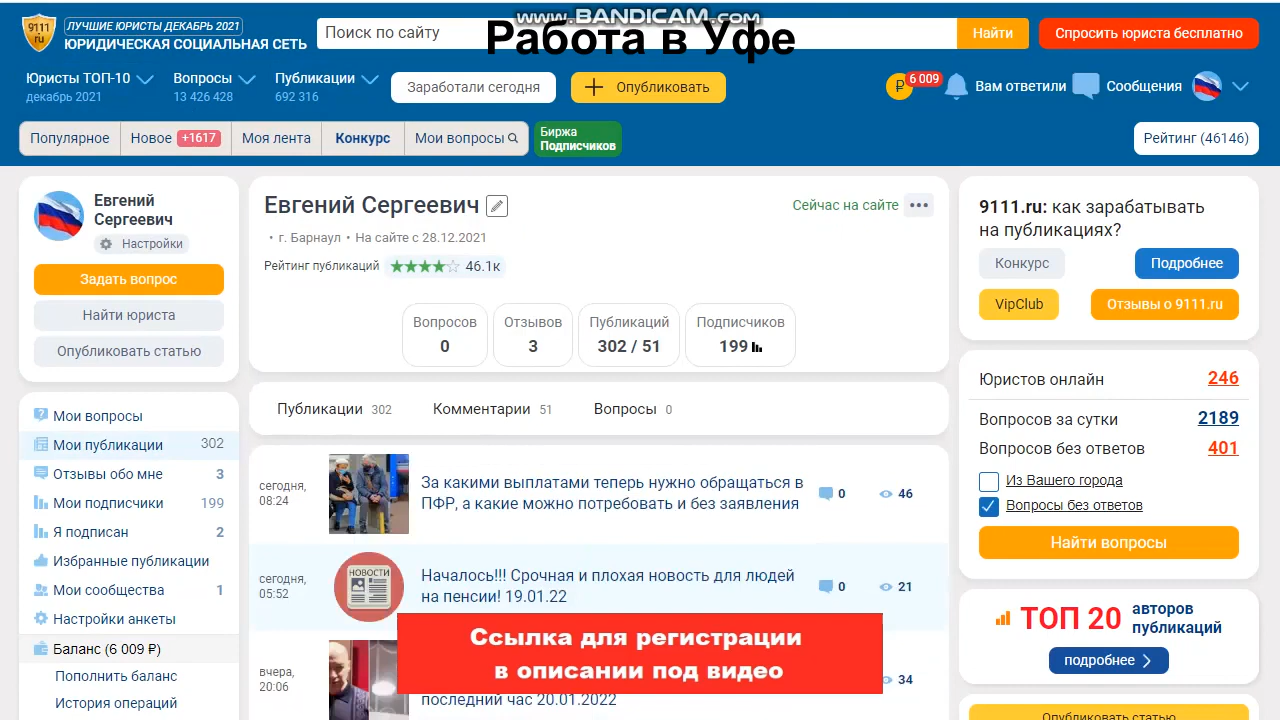 www.BANDICAM.com
Работа в Уфе
9111
ru
ЛУЧШИЕ ЮРИСТЫ ДЕКАБРЬ 2021
ЮРИДИЧЕСКАЯ СОЦИАЛЬНАЯ СЕТЬ
Поиск по сайту
Найти
Спросить юриста бесплатно
Юристы ТОП-10
декабрь 2021
Вопросы
13 426 428
Публикации
692 316
Заработали сегодня
Опубликовать
₽
6 009
Вам ответили
Сообщения
Популярное
Новое +1617
Моя лента
Конкурс
Мои вопросы
Биржа
Подписчиков
Рейтинг (46146)
Евгений
Сергеевич
Настройки
Задать вопрос
Найти юриста
Опубликовать статью
Мои вопросы
Мои публикации 302
Отзывы обо мне 3
Мои подписчики 199
Я подписан 2
Избранные публикации
Мои сообщества 1
Настройки анкеты
Баланс (6 009 ₽)
Пополнить баланс
История операций
Евгений Сергеевич
Сейчас на сайте
• г. Барнаул • На сайте с 28.12.2021
Рейтинг публикаций 46.1к
Вопросов
0
Отзывов
3
Публикаций
302 / 51
Подписчиков
199
Публикации 302
Комментарии 51
Вопросы 0
сегодня,
08:24
За какими выплатами теперь нужно обращаться в
ПФР, а какие можно потребовать и без заявления
0
46
сегодня,
05:52
НОВОСТИ
Началось!!! Срочная и плохая новость для людей
на пенсии! 19.01.22
0
21
вчера,
20:06
последний час 20.01.2022
34
Ссылка для регистрации
в описании под видео
9111.ru: как зарабатывать
на публикациях?
Конкурс
Подробнее
VipClub
Отзывы о 9111.ru
Юристов онлайн 246
Вопросов за сутки 2189
Вопросов без ответов 401
Из Вашего города
Вопросы без ответов
Найти вопросы
ТОП 20
авторов
публикаций
подробнее
Опубликовать статью